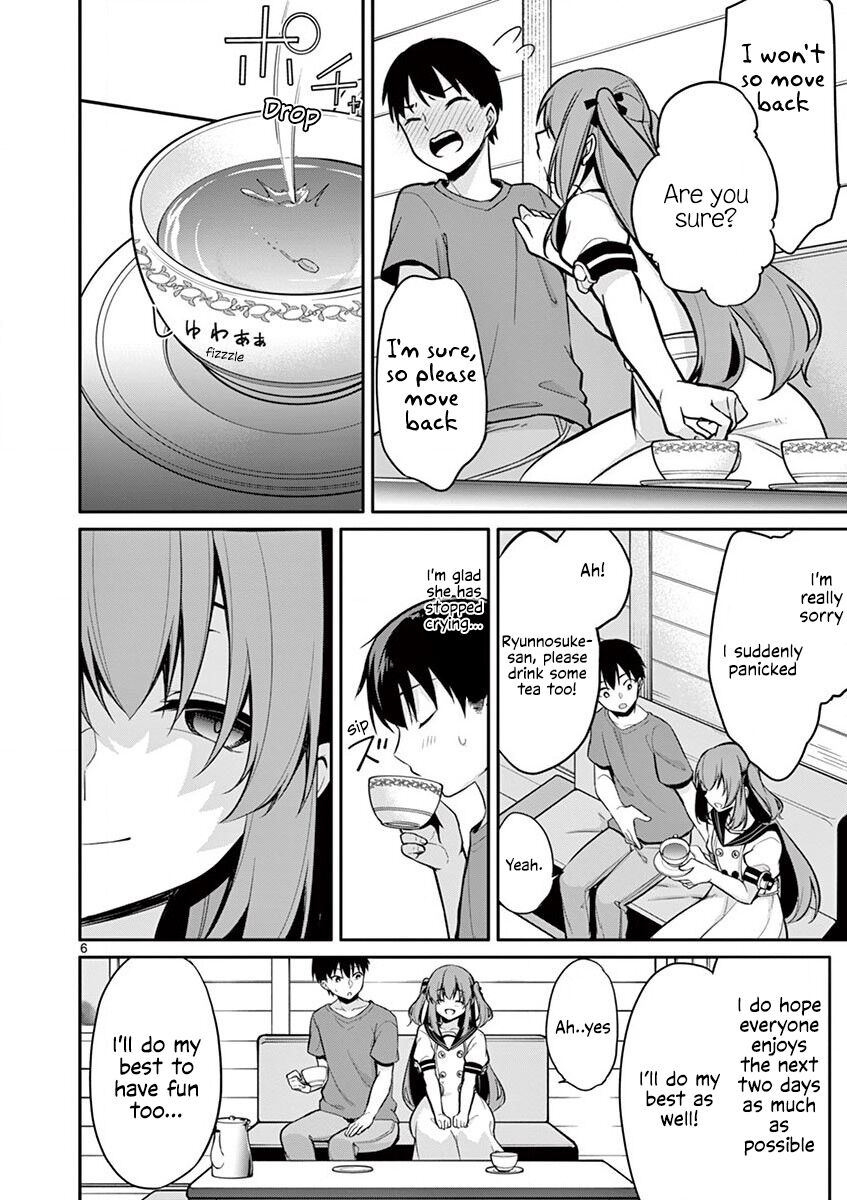 I won't
so move
back
Are you
sure?
I'm sure,
so please
move
back
ポチ
Drop
ゆわぁぁ
fizzzle
I'm
really
sorry
I suddenly
panicked
Ah!
Ryunnosuke-
san, please
drink some
tea too!
Yeah.
I'm glad
she has
stopped
crying...
sip
ズ
6
I do hope
everyone
enjoys
the next
two days
as much
as
possible
I'll do my
best as
well!
Ah..yes
I'll do my
best to
have fun
too...